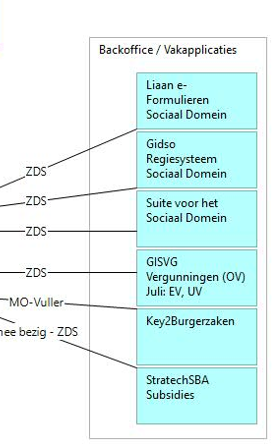 Backoffice / Vakapplicaties
Liaan e-
Formulieren
Sociaal Domein
ZDS
Gidso
Regiesysteem
Sociaal Domein
ZDS
Suite voor het
Sociaal Domein
ZDS
GISVG
Vergunningen (OV)
Juli: EV, UV
ZDS
MO-Vuller
Key2Burgerzaken
bezig - ZDS
StratechSBA
Subsidies